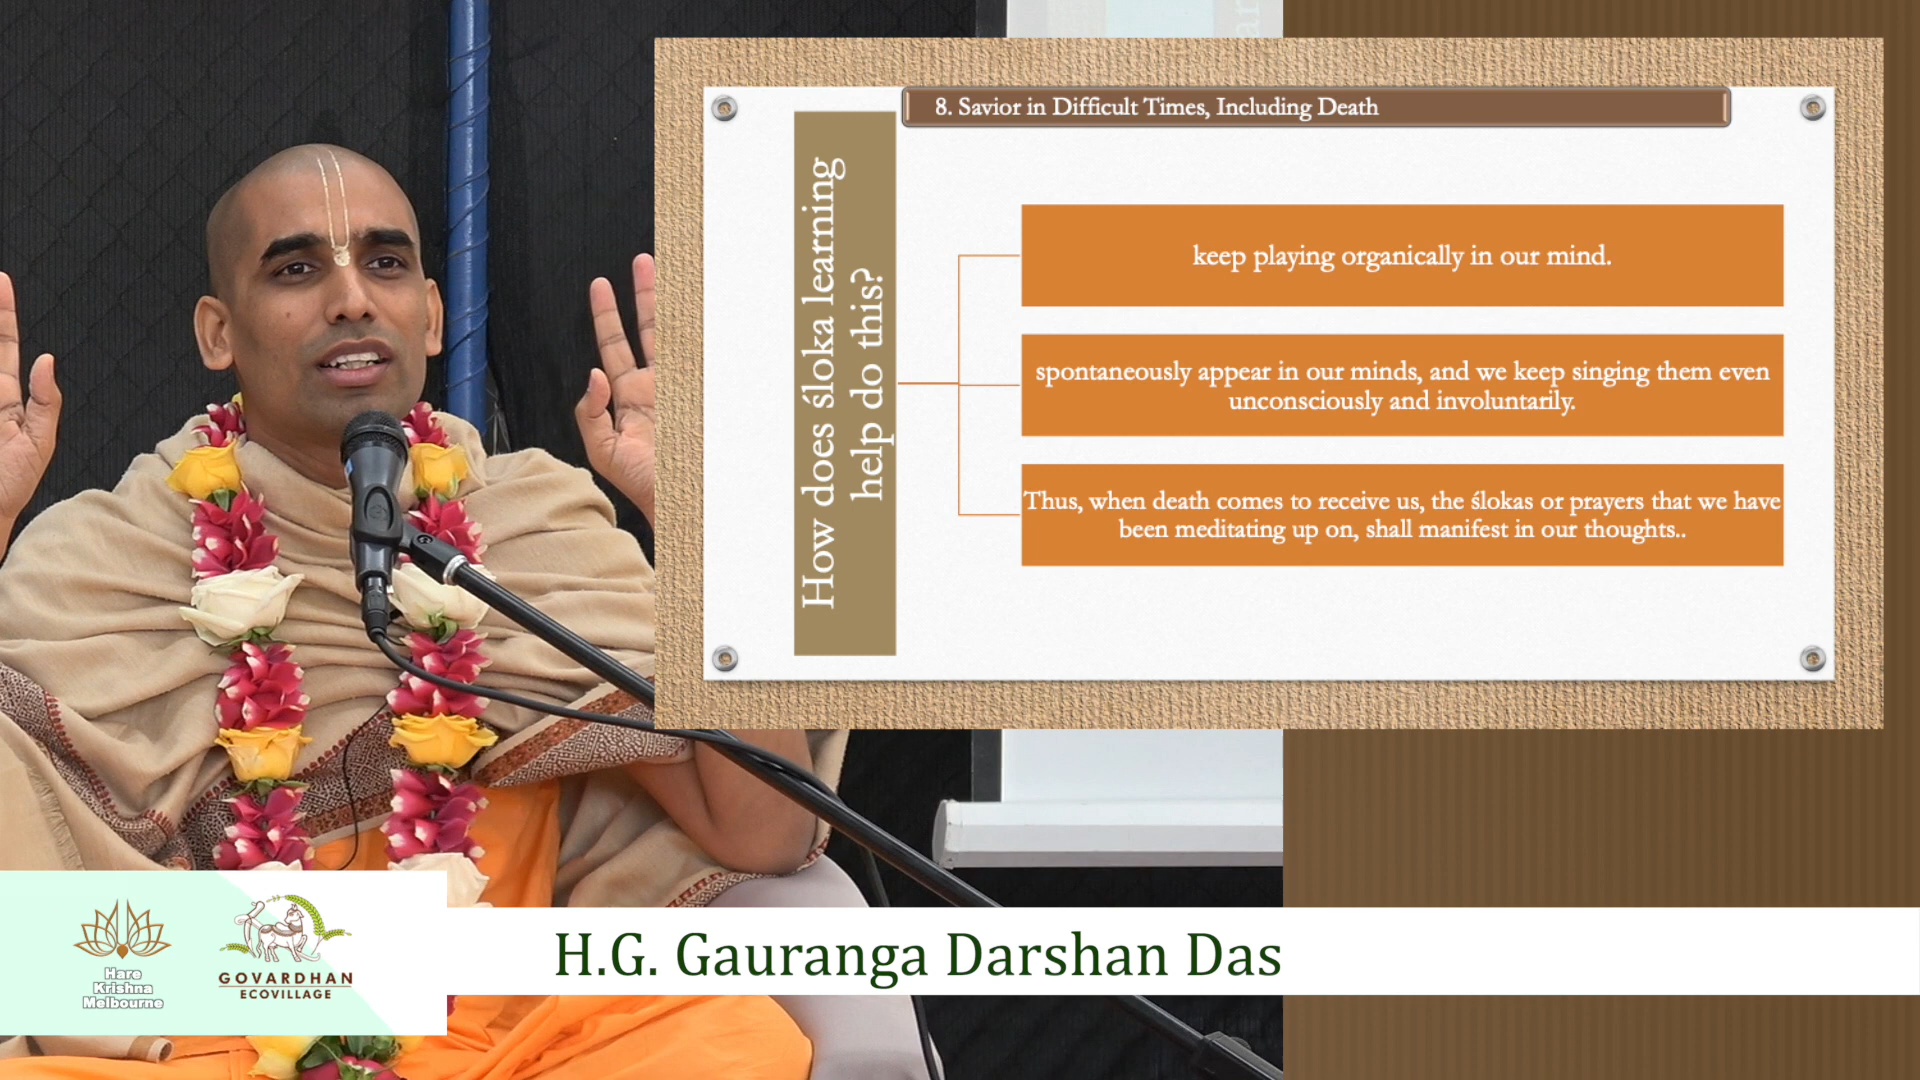 8. Savior in Difficult Times, Including Death
How does śloka learning
help do this?
keep playing organically in our mind.
spontaneously appear in our minds, and we keep singing them even
unconsciously and involuntarily.
Thus, when death comes to receive us, the ślokas or prayers that we have
been meditating up on, shall manifest in our thoughts..
Hare
Krishna
Melbourne
GOVARDHAN
ECOVILLAGE
H.G. Gauranga Darshan Das